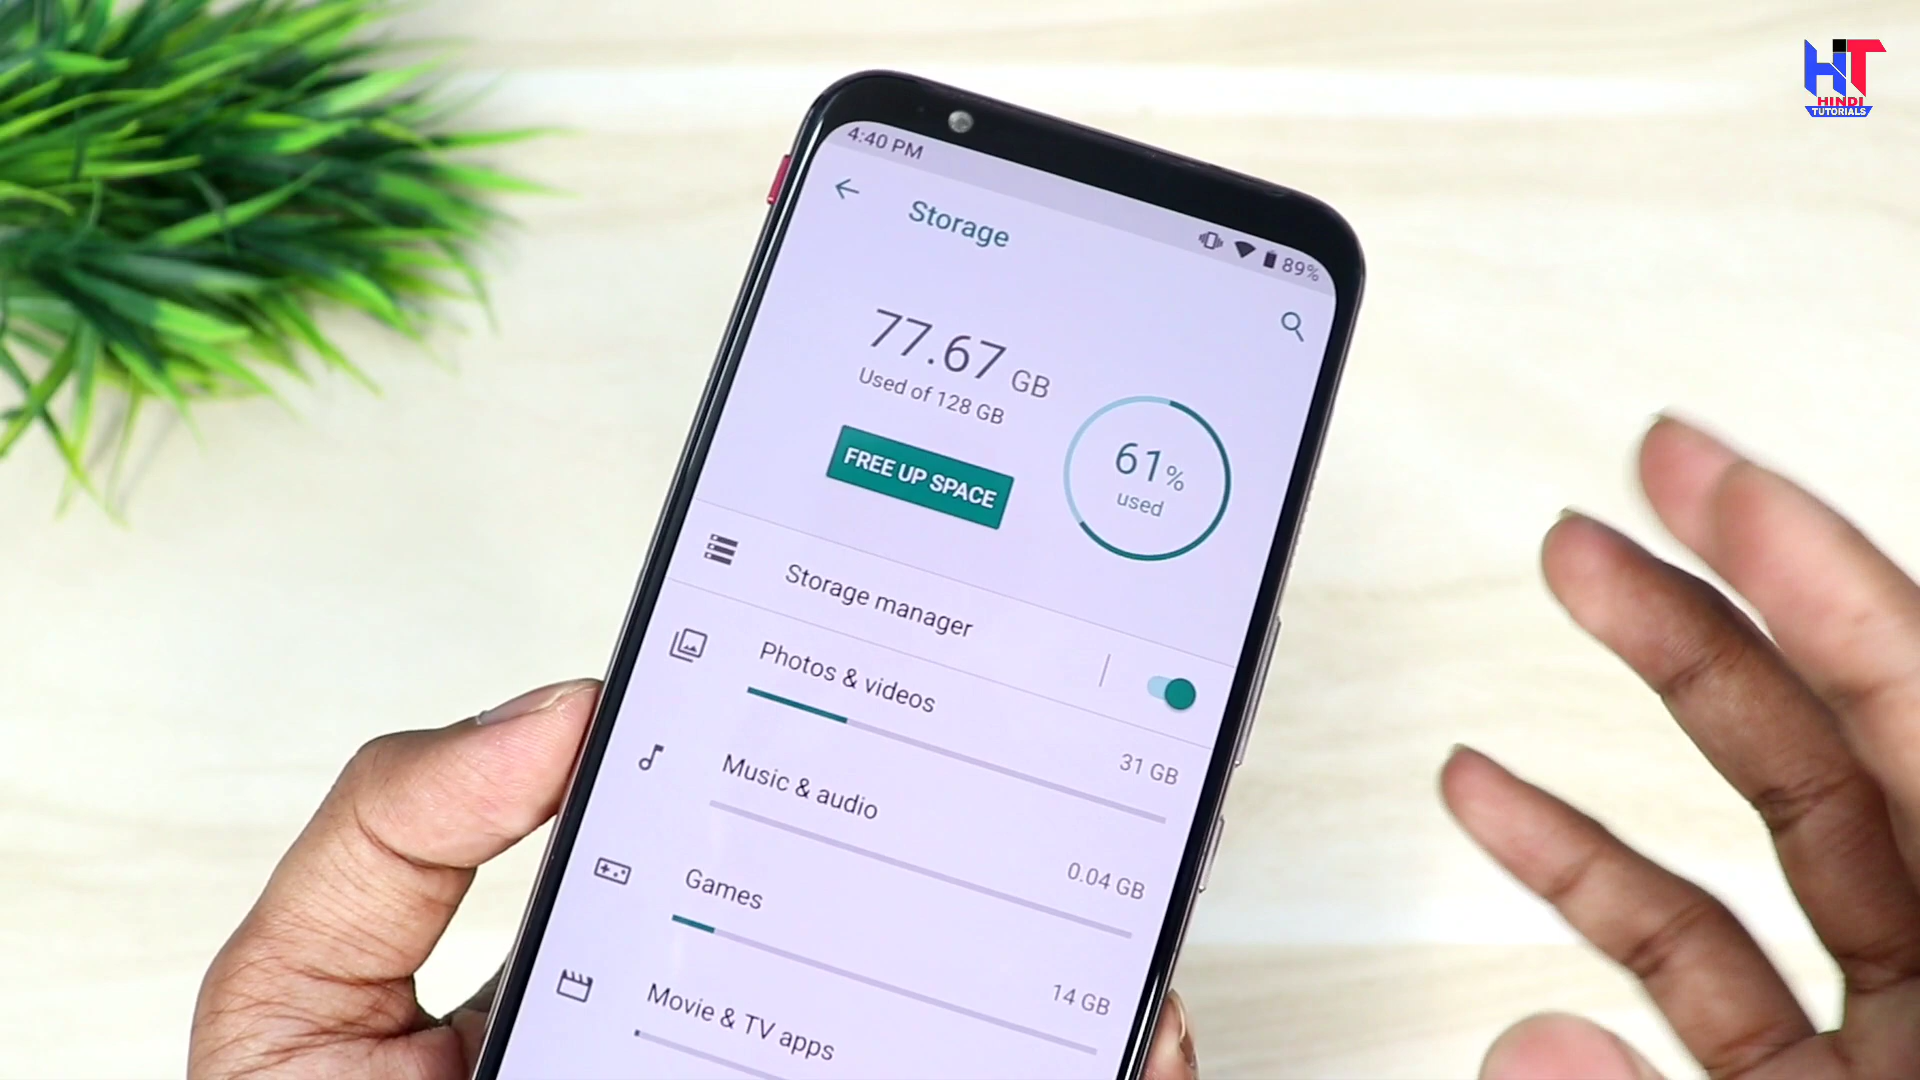 HT
HINDI
TUTORIALS
4:40 PM
89%
Storage
77.67 GB
Used of 128 GB
FREE UP SPACE
61%
used
Storage manager
Photos & videos
31 GB
Music & audio
0.04 GB
Games
14 GB
Movie & TV apps